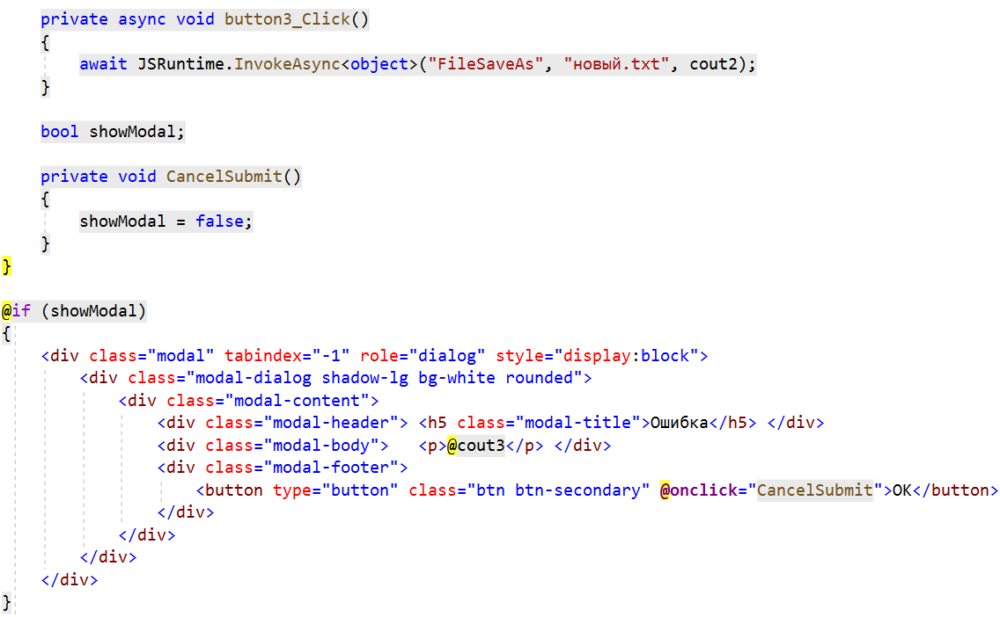 private async void button3_Click()
{
    await JSRuntime.InvokeAsync<object>("FileSaveAs", "новый.txt", cout2);
}
bool showModal;
private void CancelSubmit()
{
    showModal = false;
}
}
@if (showModal)
{
    <div class="modal" tabindex="-1" role="dialog" style="display:block">
        <div class="modal-dialog shadow-lg bg-white rounded">
            <div class="modal-content">
                <div class="modal-header"> <h5 class="modal-title">Ошибка</h5> </div>
                <div class="modal-body">   <p>@cout3</p> </div>
                <div class="modal-footer">
                    <button type="button" class="btn btn-secondary" @onclick="CancelSubmit">OK</button>
                </div>
            </div>
        </div>
    </div>
}